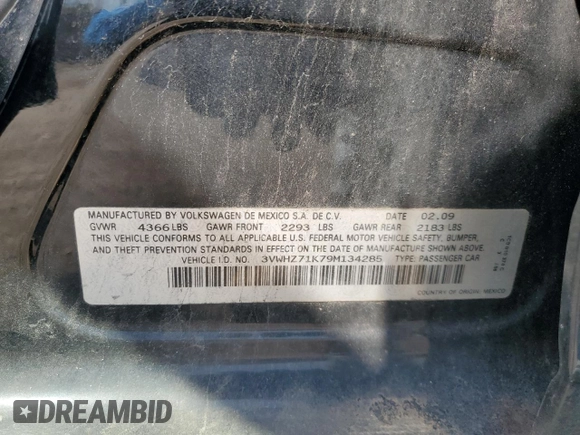 MANUFACTURED BY VOLKSWAGEN DE MEXICO S.A. DE C.V. DATE 02.09
GVWR 4366 LBS GAWR FRONT 2293 LBS GAWR REAR 2183 LBS
THIS VEHICLE CONFORMS TO ALL APPLICABLE U.S. FEDERAL MOTOR VEHICLE SAFETY, BUMPER,
AND THEFT PREVENTION STANDARDS IN EFFECT ON THE DATE OF MANUFACTURE SHOWN ABOVE.
VEHICLE I.D. NO. 3VWHZ71K79M134285 TYPE: PASSENGER CAR
COUNTRY OF ORIGIN: MEXICO
DREAMBID